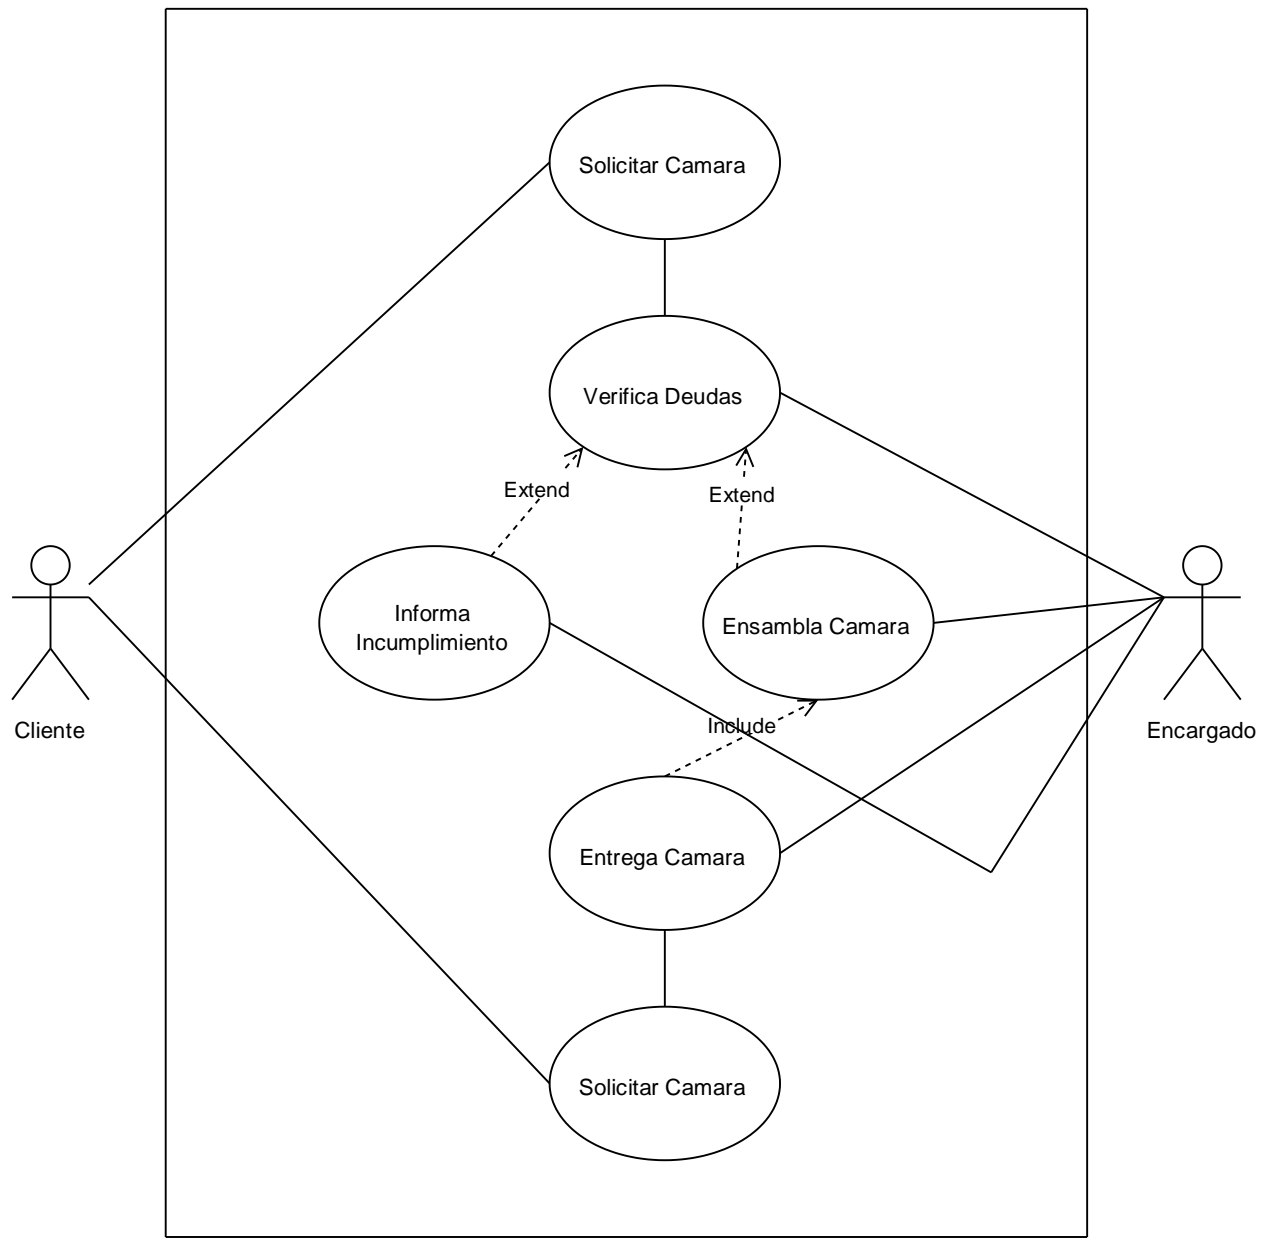 Solicitar Camara
Verifica Deudas
Extend
Extend
Informa
Incumplimiento
Ensambla Camara
Cliente
Encargado
Include
Entrega Camara
Solicitar Camara